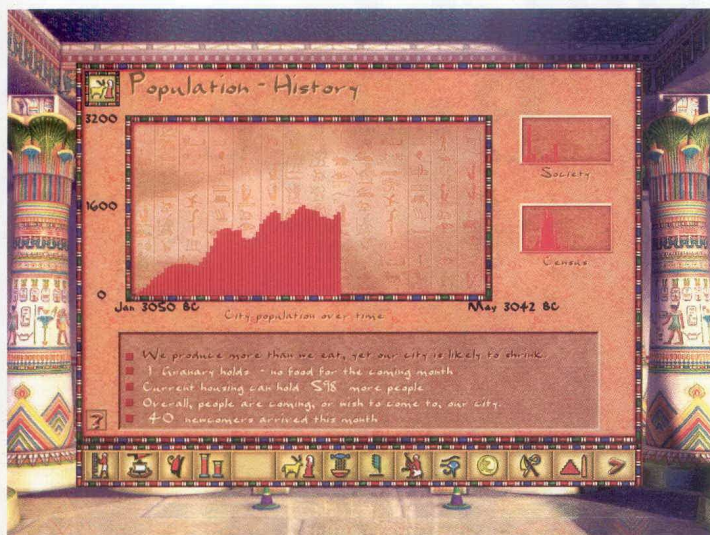 Population - History
3200
1600
0
Jan 3050 BC
May 3042 BC
City population over time
Society
Census
We produce more than we eat, yet our city is likely to shrink.
1 Granary holds - no food for the coming month
Current housing can hold 598 more people
Overall, people are coming, or wish to come to, our city.
40 newcomers arrived this month
?